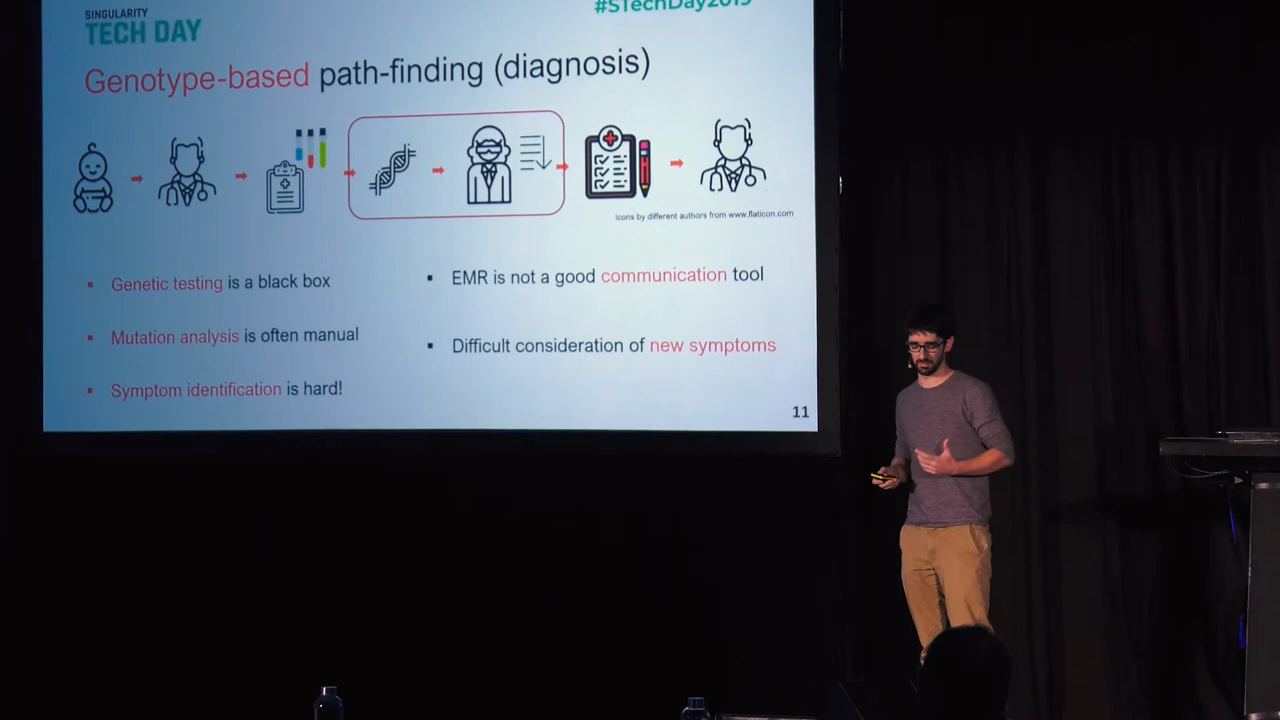 SINGULARITY
TECH DAY
#STechDay2019
Genotype-based path-finding (diagnosis)
Icons by different authors from www.flaticon.com
▪ Genetic testing is a black box
▪ Mutation analysis is often manual
▪ Symptom identification is hard!
▪ EMR is not a good communication tool
▪ Difficult consideration of new symptoms
11